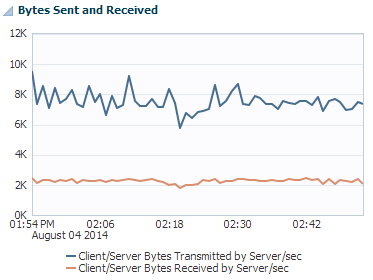 Bytes Sent and Received
12K
10K
8K
6K
4K
2K
0K
01:54 PM 02:06 02:18 02:30 02:42
August 04 2014
Client/Server Bytes Transmitted by Server/sec
Client/Server Bytes Received by Server/sec